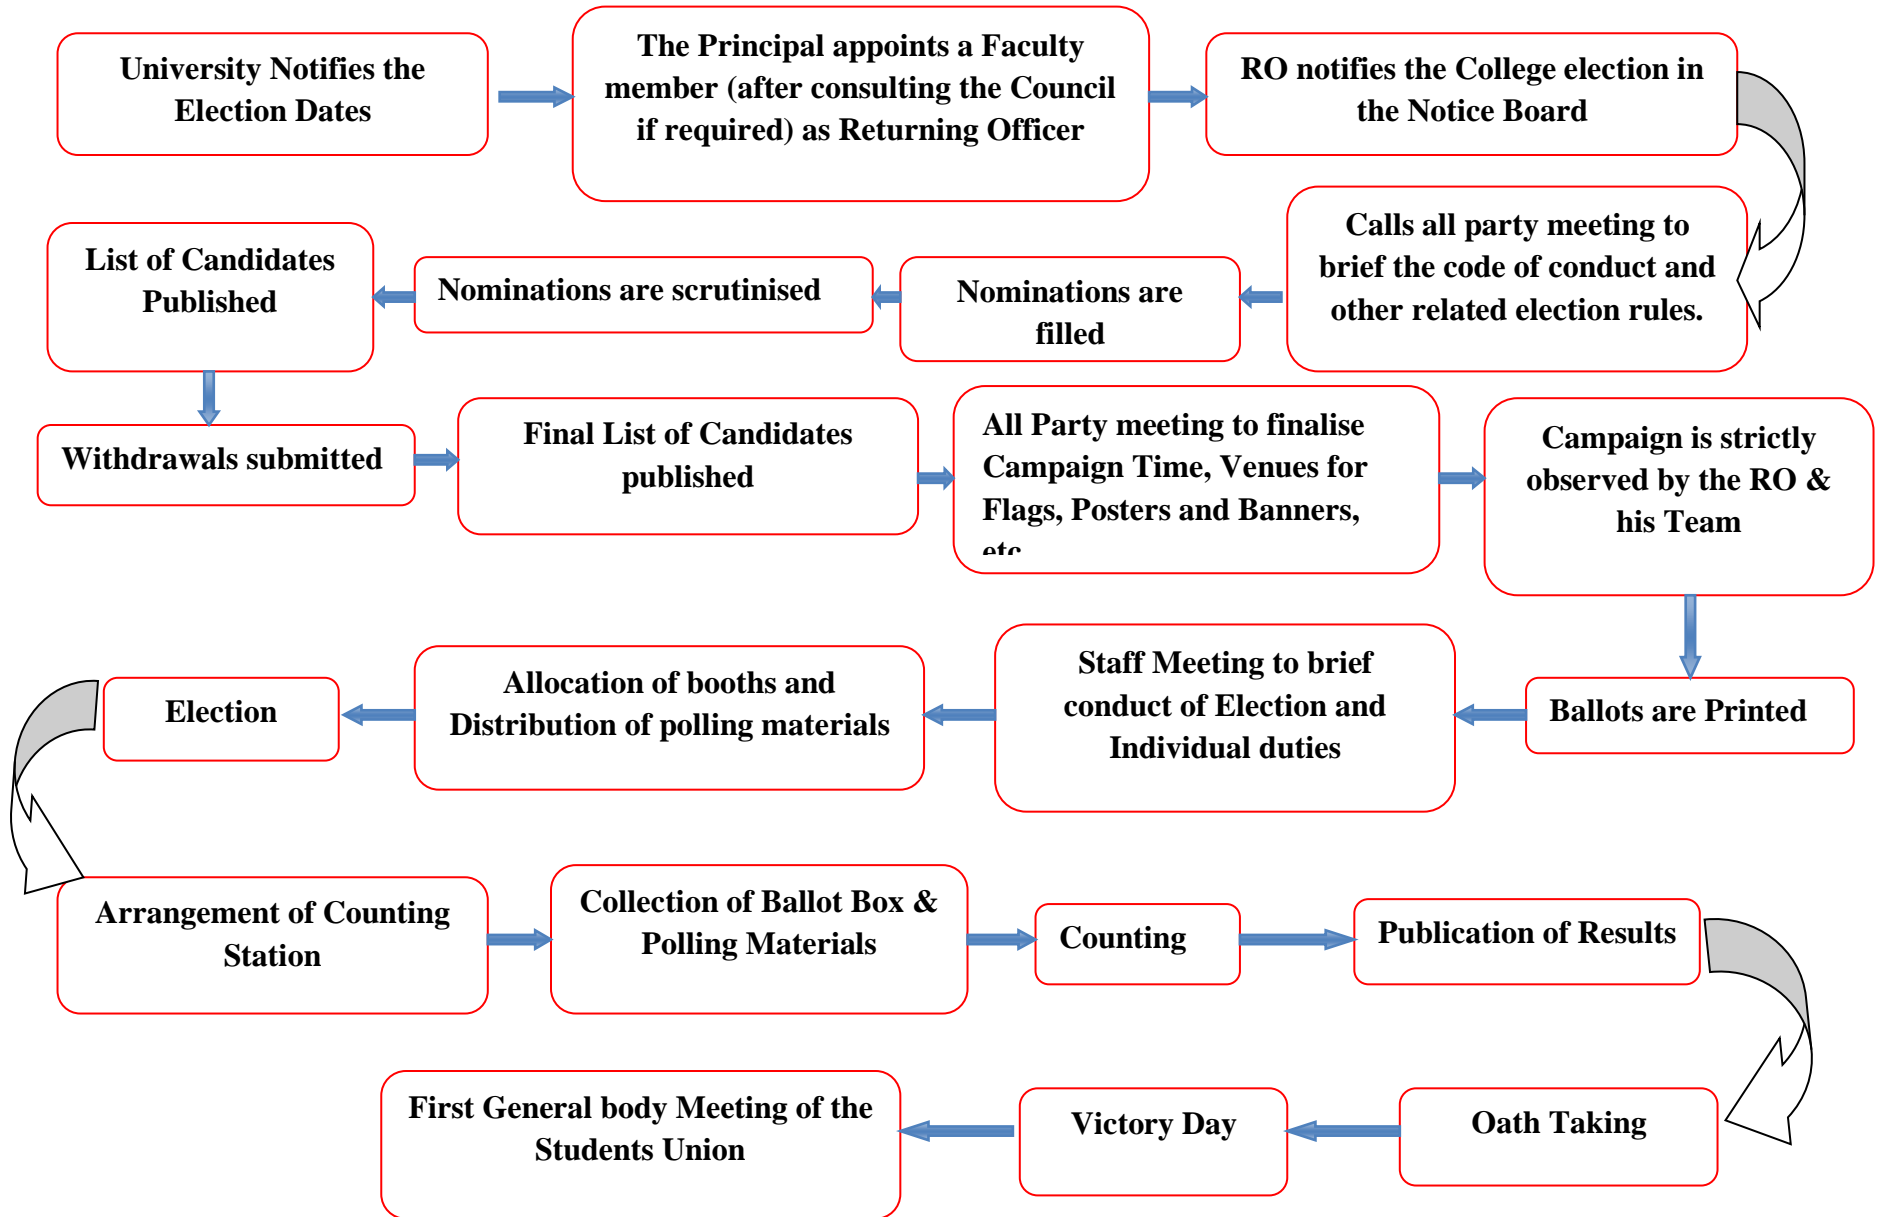 University Notifies the
Election Dates
The Principal appoints a Faculty
member (after consulting the Council
if required) as Returning Officer
RO notifies the College election in
the Notice Board
Calls all party meeting to
brief the code of conduct and
other related election rules.
Nominations are
filled
Nominations are scrutinised
List of Candidates
Published
Withdrawals submitted
Final List of Candidates
published
All Party meeting to finalise
Campaign Time, Venues for
Flags, Posters and Banners,
etc
Campaign is strictly
observed by the RO &
his Team
Ballots are Printed
Staff Meeting to brief
conduct of Election and
Individual duties
Allocation of booths and
Distribution of polling materials
Election
Arrangement of Counting
Station
Collection of Ballot Box &
Polling Materials
Counting
Publication of Results
Oath Taking
Victory Day
First General body Meeting of the
Students Union